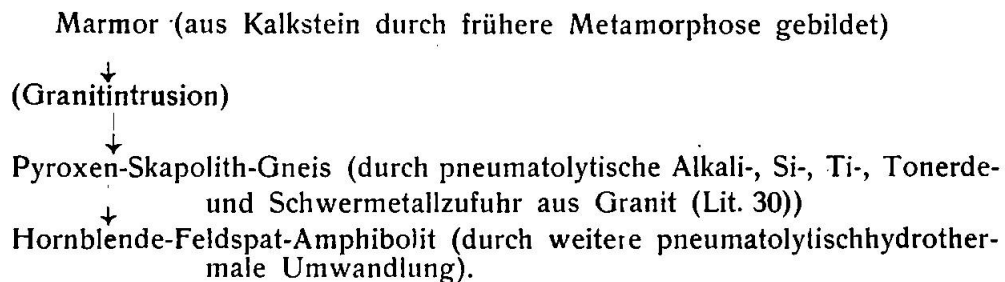 Marmor (aus Kalkstein durch frühere Metamorphose gebildet)
↓
(Granitintrusion)
↓
Pyroxen-Skapolith-Gneis (durch pneumatolytische Alkali-, Si-, Ti-, Tonerde-
↓ und Schwermetallzufuhr aus Granit (Lit. 30))
Hornblende-Feldspat-Amphibolit (durch weitere pneumatolytischhydrother-
male Umwandlung).